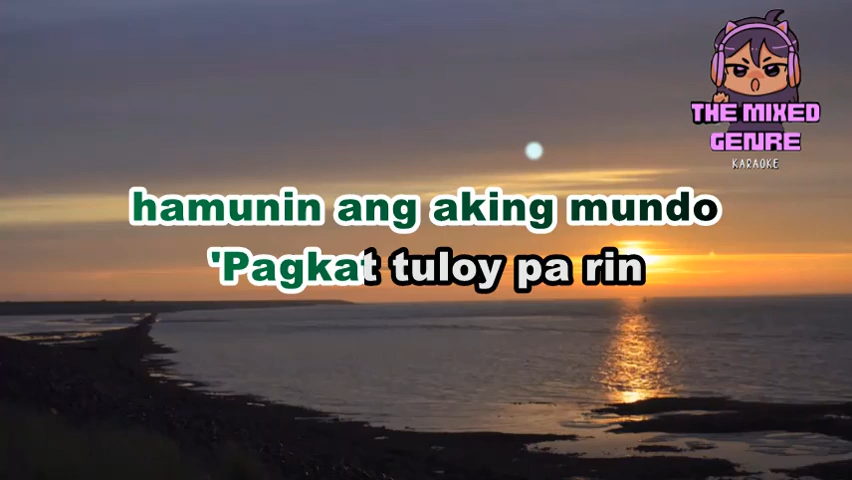 THE MIXED
GENRE
KARAOKE
hamunin ang aking mundo
'Pagkat tuloy pa rin